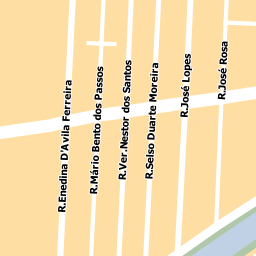 R.Enedina D'Avila Ferreira
R.Mário Bento dos Passos
R.Ver.Nestor dos Santos
R.Selso Duarte Moreira
R.José Lopes
R.José Rosa